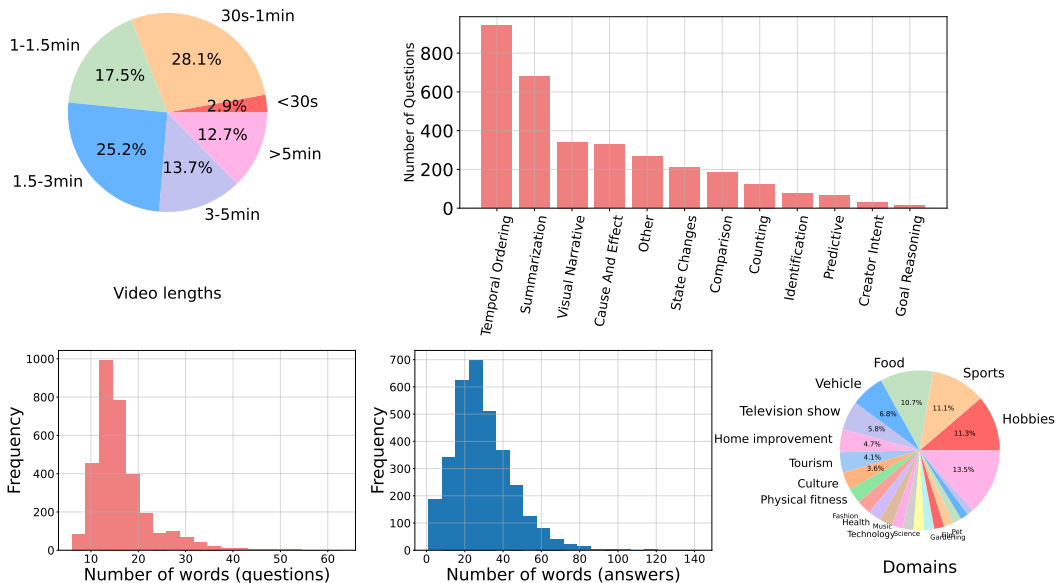 30s-1min
1-1.5min
28.1%
17.5%
2.9%
<30s
12.7%
25.2%
>5min
13.7%
1.5-3min
3-5min
Video lengths
Number of Questions
800
600
400
200
0
Temporal Ordering
Summarization
Visual Narrative
Cause And Effect
Other
State Changes
Comparison
Counting
Identification
Predictive
Creator Intent
Goal Reasoning
Frequency
1000
800
600
400
200
0
10
20
30
40
50
60
Number of words (questions)
Frequency
700
600
500
400
300
200
100
0
0
20
40
60
80
100
120
140
Number of words (answers)
Food
Sports
Vehicle
Hobbies
Television show
Home improvement
Tourism
Culture
Physical fitness
Fashion
Health
Music
Technology
Science
Gardening
Pet
10.7%
11.1%
6.8%
11.3%
5.8%
4.7%
4.1%
3.6%
13.5%
Domains